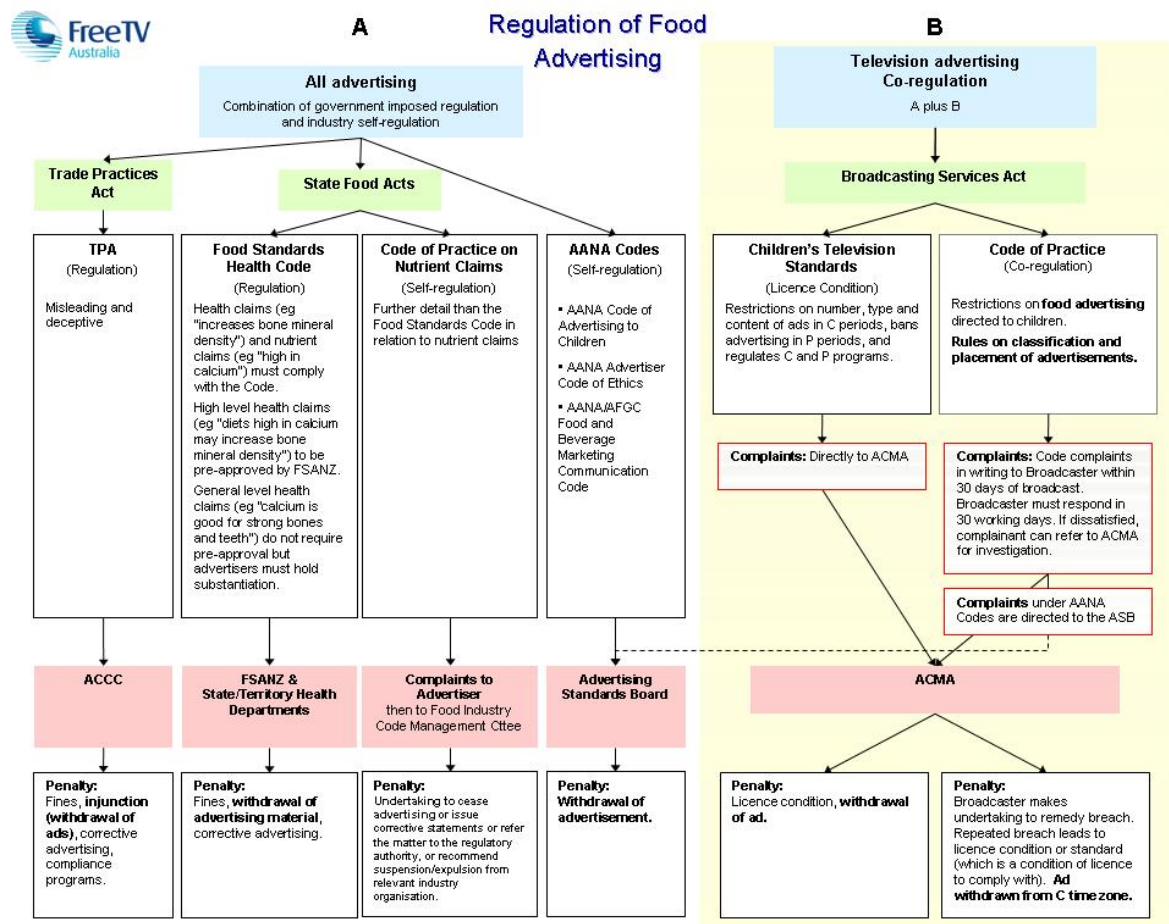 FreeTV
Australia
A
Regulation of Food
Advertising
B
All advertising
Combination of government imposed regulation
and industry self-regulation
Television advertising
Co-regulation
A plus B
Trade Practices
Act
State Food Acts
Broadcasting Services Act
TPA
(Regulation)
Misleading and
deceptive
Food Standards
Health Code
(Regulation)
Health claims (eg
"increases bone mineral
density") and nutrient
claims (eg "high in
calcium") must comply
with the Code.
High level health claims
(eg "diets high in calcium
may increase bone
mineral density") to be
pre-approved by FSANZ.
General level health
claims (eg "calcium is
good for strong bones
and teeth") do not require
pre-approval but
advertisers must hold
substantiation.
Code of Practice on
Nutrient Claims
(Self-regulation)
Further detail than the
Food Standards Code in
relation to nutrient claims
AANA Codes
(Self-regulation)
▪ AANA Code of
Advertising to
Children
▪ AANA Advertiser
Code of Ethics
▪ AANA/AFGC
Food and
Beverage
Marketing
Communication
Code
Children's Television
Standards
(Licence Condition)
Restrictions on number, type and
content of ads in C periods, bans
advertising in P periods, and
regulates C and P programs.
Code of Practice
(Co-regulation)
Restrictions on food advertising
directed to children.
Rules on classification and
placement of advertisements.
Complaints: Directly to ACMA
Complaints: Code complaints
in writing to Broadcaster within
30 days of broadcast.
Broadcaster must respond in
30 working days. If dissatisfied,
complainant can refer to ACMA
for investigation.
Complaints under AANA
Codes are directed to the ASB
ACCC
FSANZ &
State/Territory Health
Departments
Complaints to
Advertiser
then to Food Industry
Code Management Cttee
Advertising
Standards Board
ACMA
Penalty:
Fines, injunction
(withdrawal of
ads), corrective
advertising,
compliance
programs.
Penalty:
Fines, withdrawal of
advertising material,
corrective advertising.
Penalty:
Undertaking to cease
advertising or issue
corrective statements or refer
the matter to the regulatory
authority, or recommend
suspension/expulsion from
relevant industry
organisation.
Penalty:
Withdrawal of
advertisement.
Penalty:
Licence condition, withdrawal
of ad.
Penalty:
Broadcaster makes
undertaking to remedy breach.
Repeated breach leads to
licence condition or standard
(which is a condition of licence
to comply with). Ad
withdrawn from C time zone.